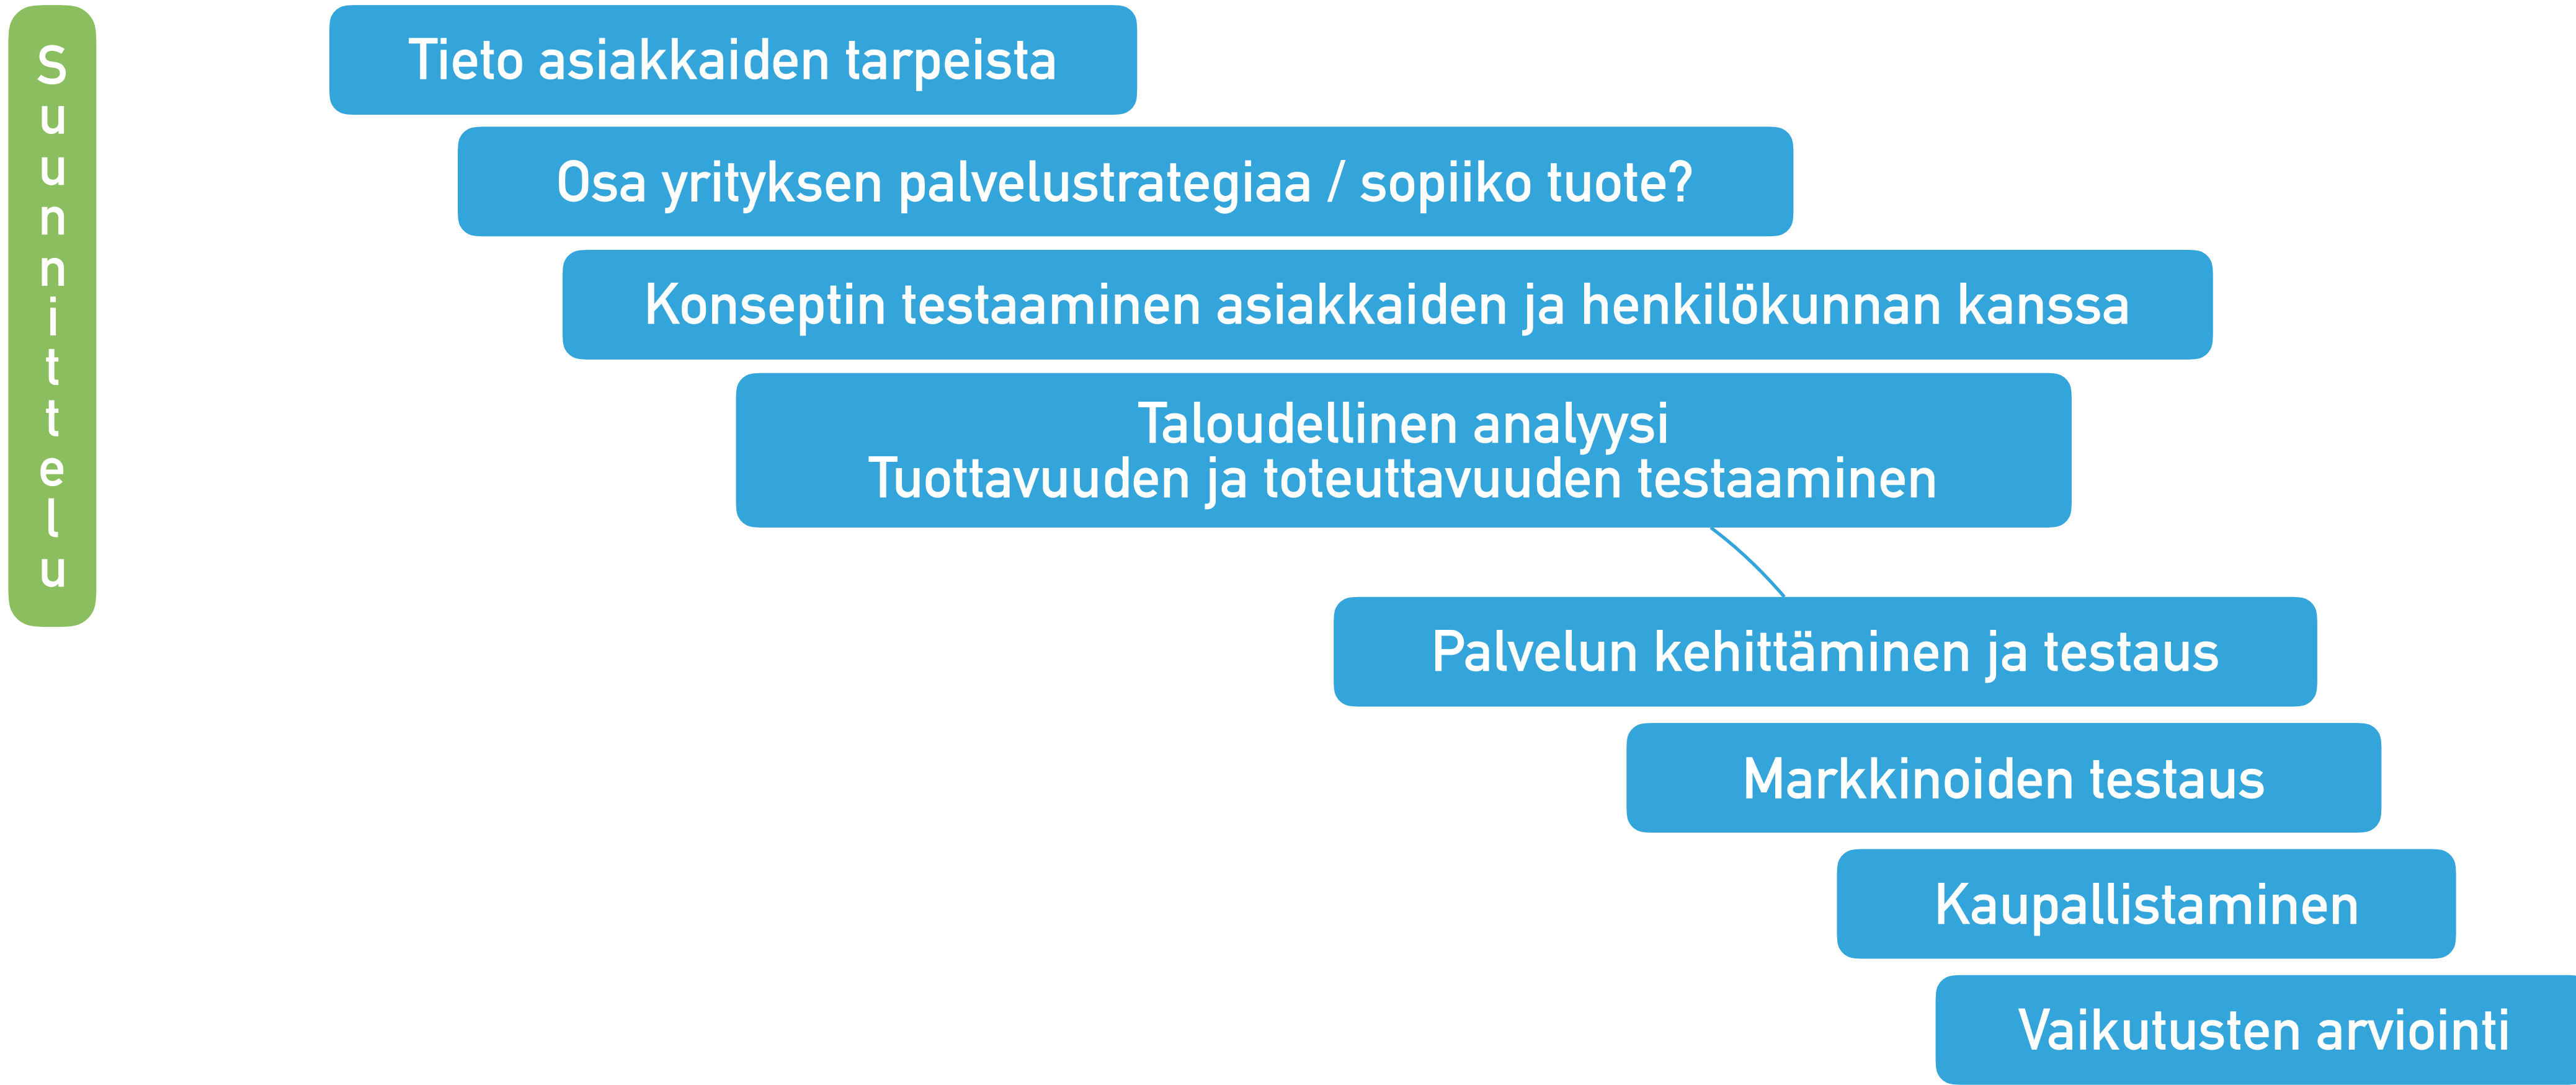 Suunnittelu
Tieto asiakkaiden tarpeista
Osa yrityksen palvelustrategiaa / sopiiko tuote?
Konseptin testaaminen asiakkaiden ja henkilökunnan kanssa
Taloudellinen analyysi
Tuottavuuden ja toteuttavuuden testaaminen
Palvelun kehittäminen ja testaus
Markkinoiden testaus
Kaupallistaminen
Vaikutusten arviointi